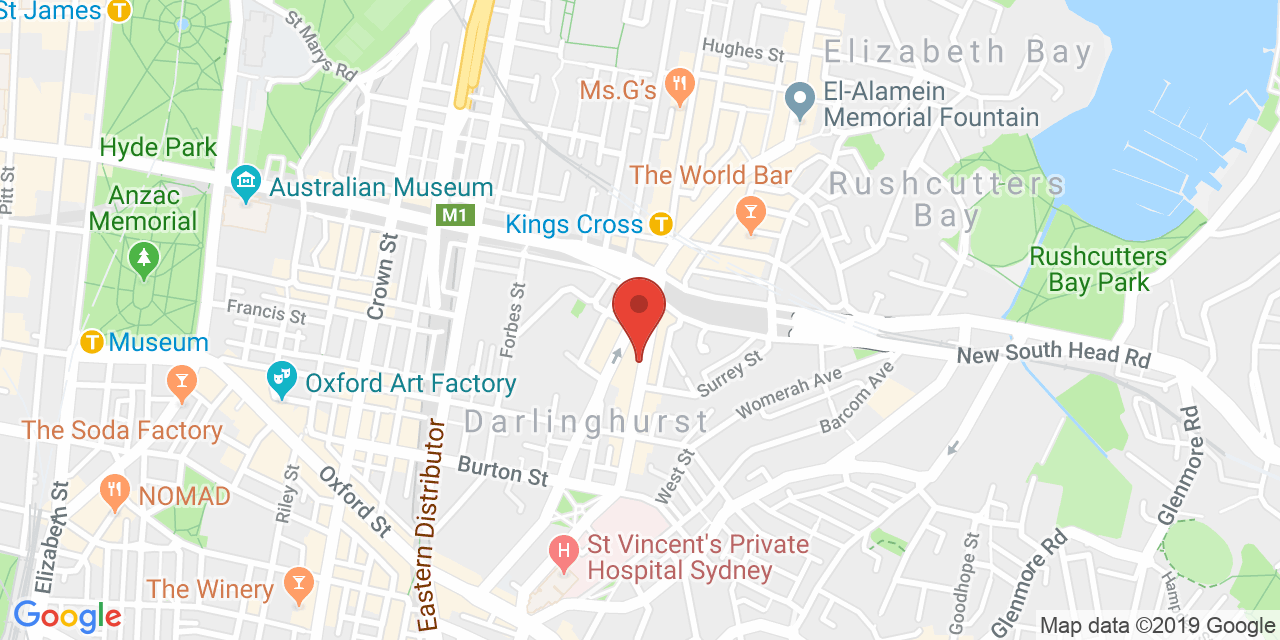 St James
T
St Marys Rd
Hughes St
Elizabeth Bay
Ms.G's
El-Alamein
Memorial Fountain
Hyde Park
Pitt St
Anzac
Memorial
Australian Museum
The World Bar
Rushcutters
Bay
M1
Kings Cross
T
Crown St
Rushcutters
Bay Park
Francis St
Forbes St
T
Museum
New South Head Rd
Surrey St
Oxford Art Factory
Womerah Ave
Barcom Ave
The Soda Factory
Darlinghurst
Glenmore Rd
Burton St
West St
Eastern Distributor
Oxford St
Riley St
NOMAD
Elizabeth St
H
St Vincent's Private
Hospital Sydney
Goodhope St
Glenmore Rd
Hamp
The Winery
Google
Map data ©2019 Google